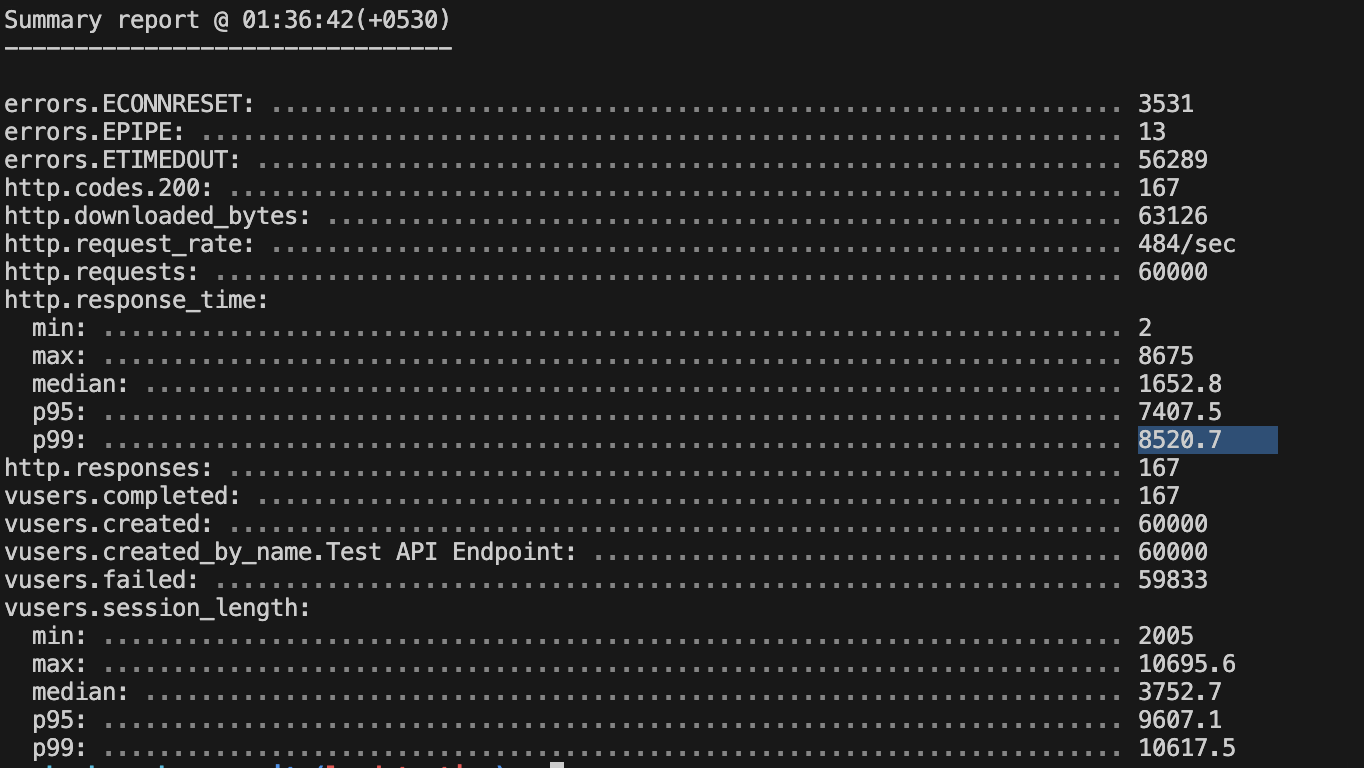 Summary report @ 01:36:42(+0530)
--------------------------------
errors.ECONNRESET: ............................................................. 3531
errors.EPIPE: .................................................................. 13
errors.ETIMEDOUT: .............................................................. 56289
http.codes.200: ................................................................ 167
http.downloaded_bytes: ......................................................... 63126
http.request_rate: ............................................................. 484/sec
http.requests: ................................................................. 60000
http.response_time:
  min: ......................................................................... 2
  max: ......................................................................... 8675
  median: ...................................................................... 1652.8
  p95: ......................................................................... 7407.5
  p99: ......................................................................... 8520.7
http.responses: ................................................................ 167
vusers.completed: .............................................................. 167
vusers.created: ................................................................ 60000
vusers.created_by_name.Test API Endpoint: ...................................... 60000
vusers.failed: ................................................................. 59833
vusers.session_length:
  min: ......................................................................... 2005
  max: ......................................................................... 10695.6
  median: ...................................................................... 3752.7
  p95: ......................................................................... 9607.1
  p99: ......................................................................... 10617.5